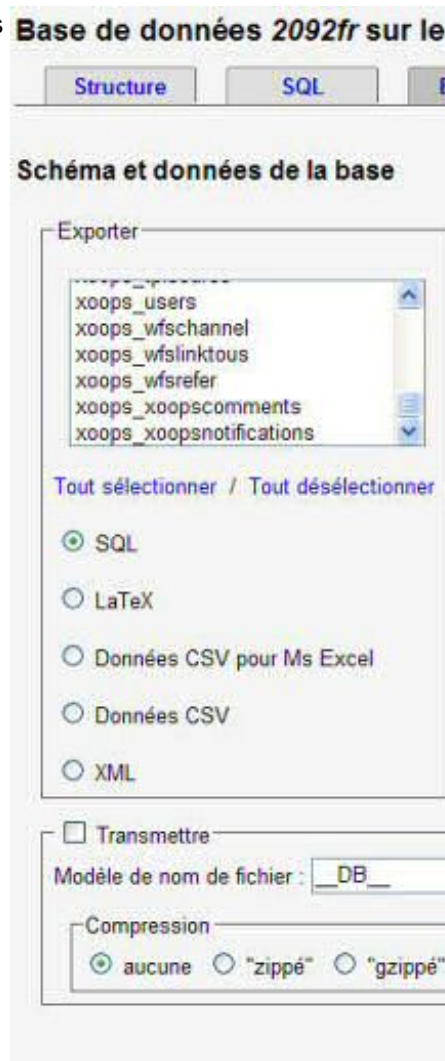 s
Base de données 2092fr sur le
Structure SQL E
Schéma et données de la base
Exporter
xoops_users
xoops_wfschannel
xoops_wfslinktous
xoops_wfsrefer
xoops_xoopscomments
xoops_xoopsnotifications
Tout sélectionner / Tout désélectionner
SQL
LaTeX
Données CSV pour Ms Excel
Données CSV
XML
Transmettre
Modèle de nom de fichier : __DB__
Compression
aucune "zippé" "gzippé"